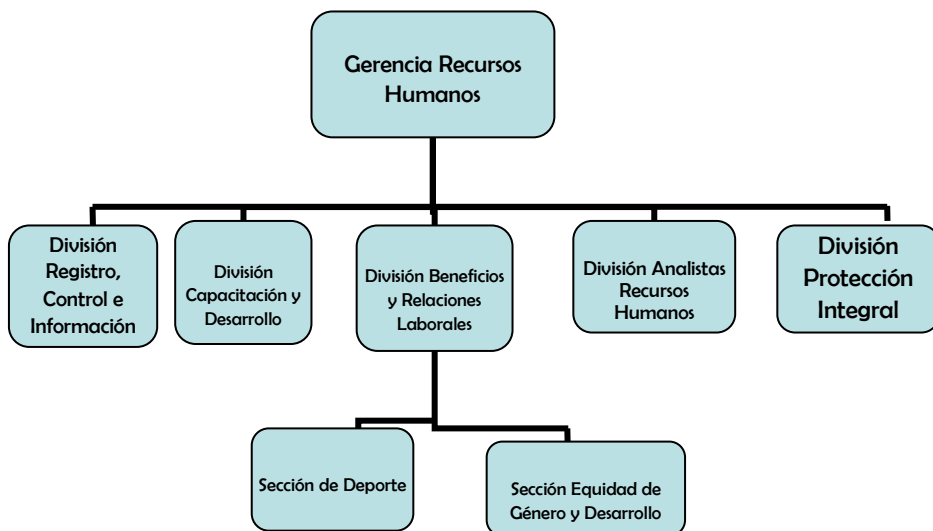 Gerencia Recursos
Humanos
División
Registro,
Control e
Información
División
Capacitación y
Desarrollo
División Beneficios
y Relaciones
Laborales
División Analistas
Recursos
Humanos
División
Protección
Integral
Sección de Deporte
Sección Equidad de
Género y Desarrollo